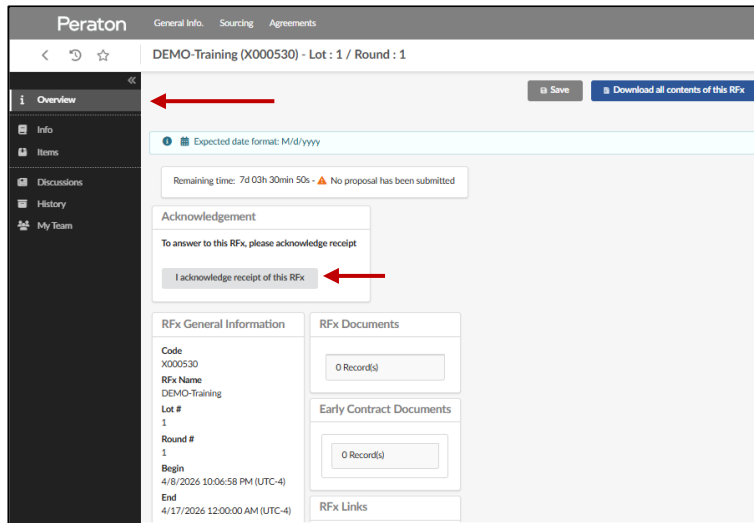 Peraton
General Info. Sourcing Agreements
DEMO-Training (X000530) - Lot : 1 / Round : 1
Overview
Info
Items
Discussions
History
My Team
Save
Download all contents of this RFx
Expected date format: M/d/yyyy
Remaining time: 7d 03h 30min 50s - No proposal has been submitted
Acknowledgement
To answer to this RFx, please acknowledge receipt
I acknowledge receipt of this RFx
RFx General Information
Code
X000530
RFx Name
DEMO-Training
Lot #
1
Round #
1
Begin
4/8/2026 10:06:58 PM (UTC-4)
End
4/17/2026 12:00:00 AM (UTC-4)
RFx Documents
0 Record(s)
Early Contract Documents
0 Record(s)
RFx Links